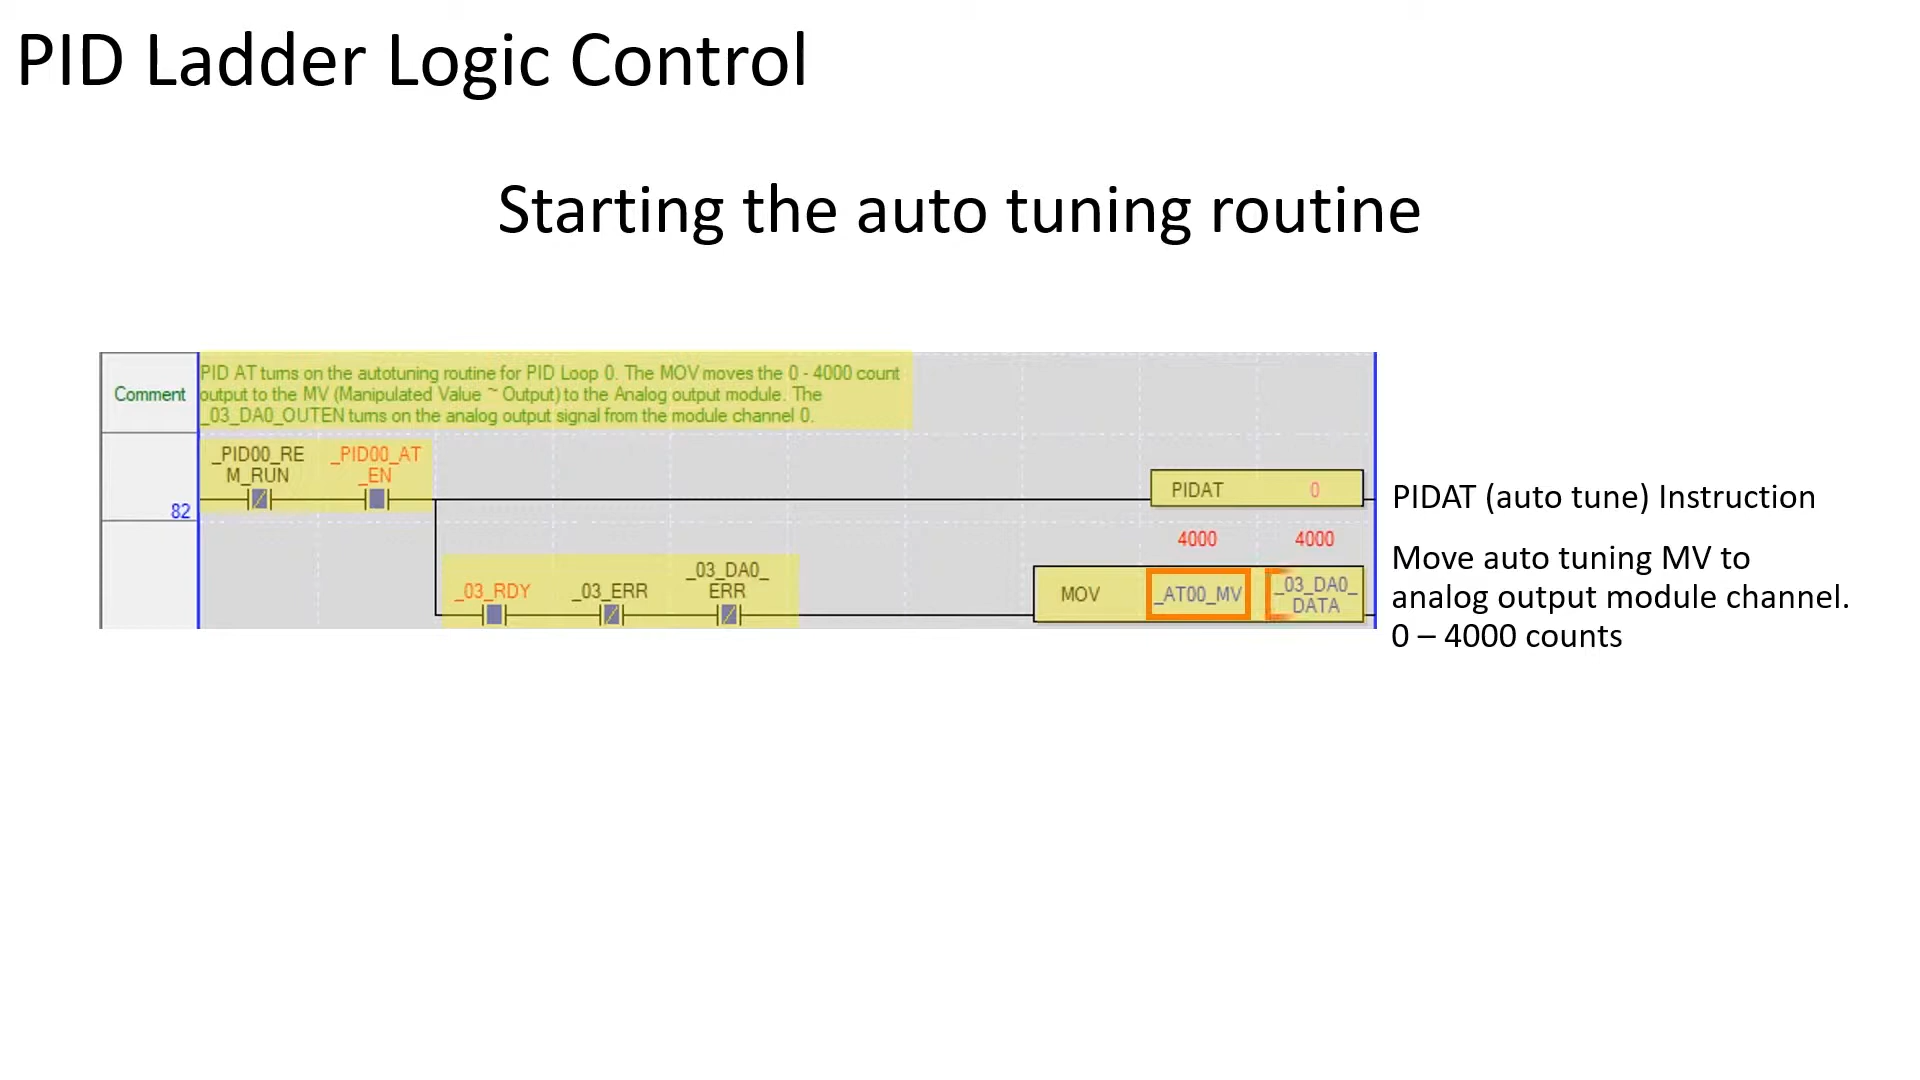 PID Ladder Logic Control
Starting the auto tuning routine
Comment
PID AT turns on the autotuning routine for PID Loop 0. The MOV moves the 0 - 4000 count
output to the MV (Manipulated Value ~ Output) to the Analog output module. The
_03_DA0_OUTEN turns on the analog output signal from the module channel 0.
_PID00_RE
M_RUN
_PID00_AT
_EN
82
PIDAT 0
PIDAT (auto tune) Instruction
4000 4000
_03_RDY
_03_ERR
_03_DA0_
ERR
MOV
_AT00_MV
_03_DA0_
DATA
Move auto tuning MV to
analog output module channel.
0 – 4000 counts